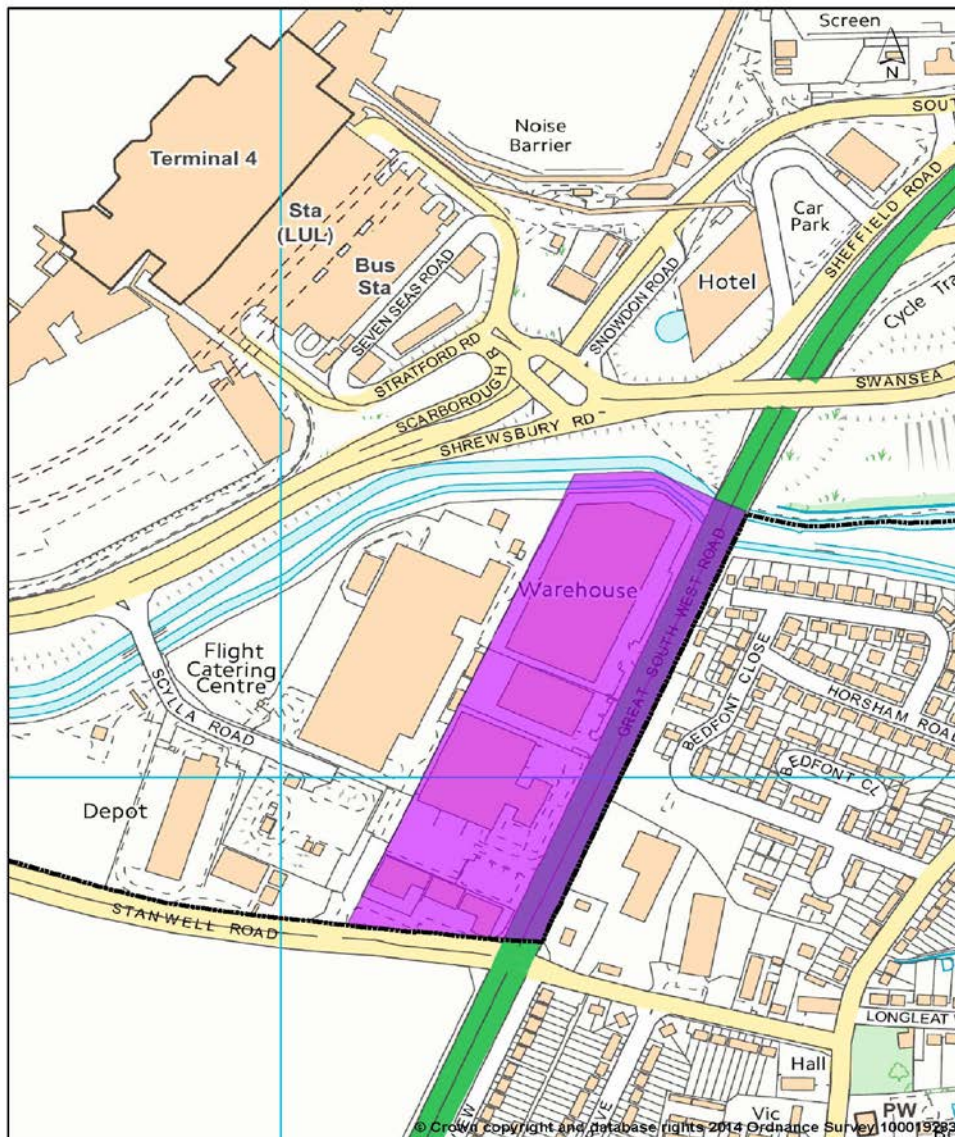 Screen
N
SOUT
Noise
Barrier
Terminal 4
Sta
(LUL)
Bus
Sta
SEVEN SEAS ROAD
Car
Park
SHEFFIELD ROAD
Hotel
SNOWDON ROAD
Cycle Tra
STRATFORD RD
SCARBOROUGH R
SHREWSBURY RD
SWANSEA
GREAT SOUTH WEST ROAD
Warehouse
Flight
Catering
Centre
SCYLLA ROAD
BEDFONT CLOSE
HORSHAM ROAD
BEDFONT CL
Depot
STANWELL ROAD
D
LONGLEAT
Hall
Vic
PW
EW
VE
© Crown copyright and database rights 2014 Ordnance Survey 100019283